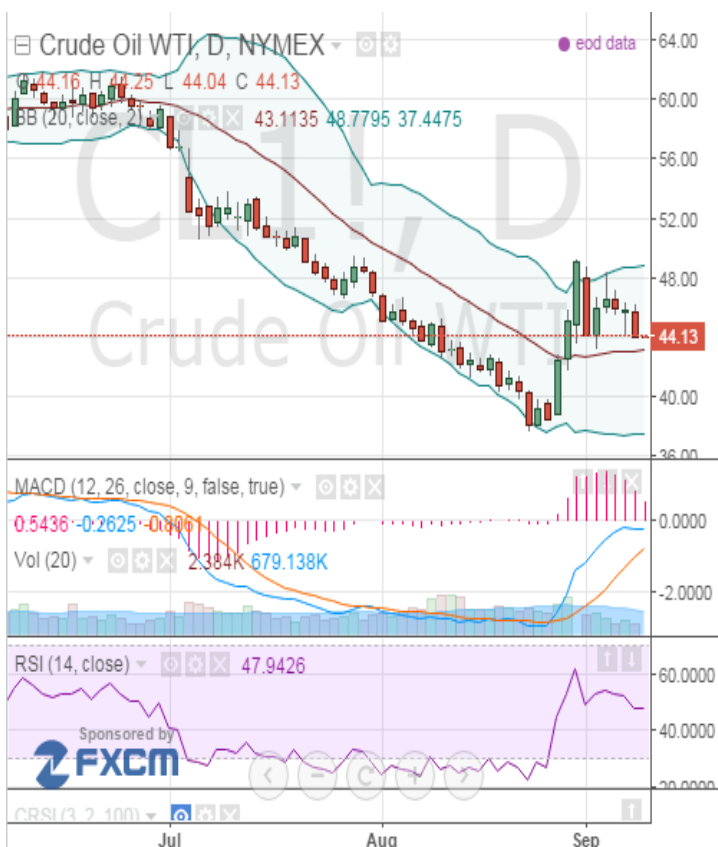 Crude Oil WTI, D, NYMEX
eod data
64.00
O 44.16 H 44.25 L 44.04 C 44.13
60.00
BB (20, close, 2) 43.1135 48.7795 37.4475
CL1!, D
Crude Oil WTI
56.00
52.00
48.00
44.13
40.00
36.00
MACD (12, 26, close, 9, false, true)
0.5436 -0.2625 -0.8061
0.0000
Vol (20) 2.384K 679.138K
-2.0000
RSI (14, close) 47.9426
60.0000
40.0000
20.0000
Sponsored by
FXCM
CRSI (3, 2, 100)
Jul Aug Sep